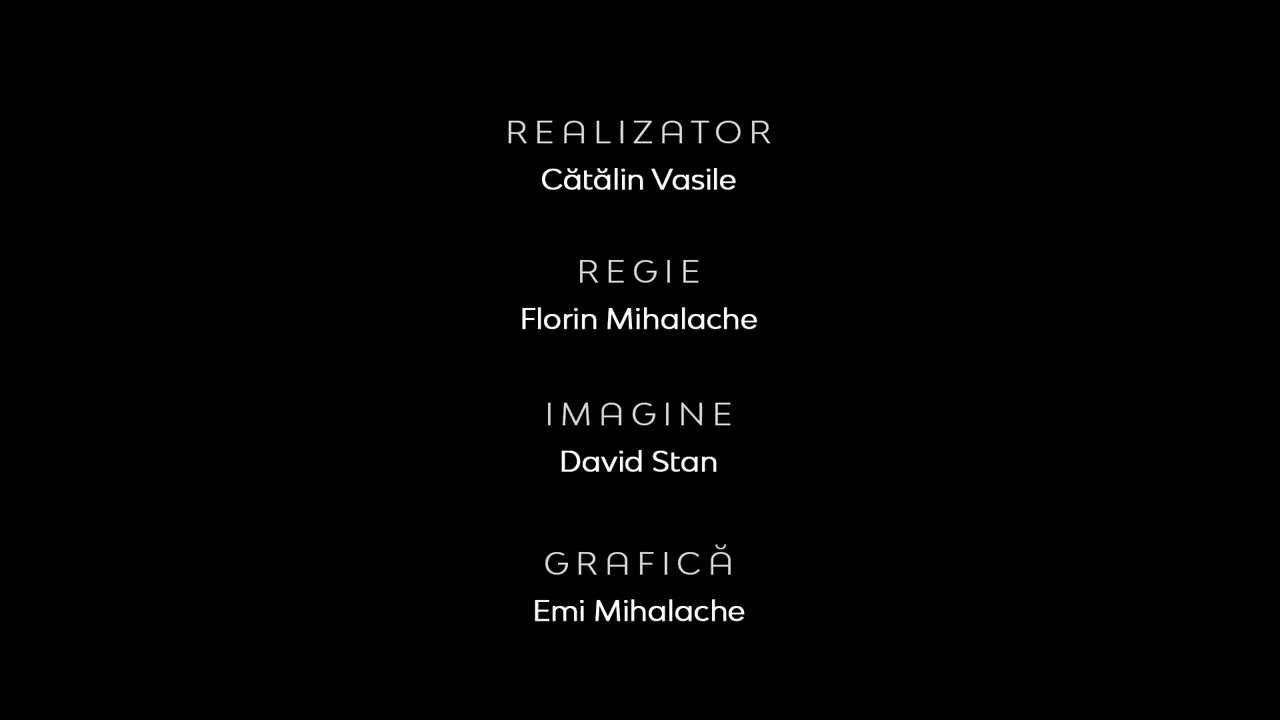 REALIZATOR
Cătălin Vasile
REGIE
Florin Mihalache
IMAGINE
David Stan
GRAFICĂ
Emi Mihalache